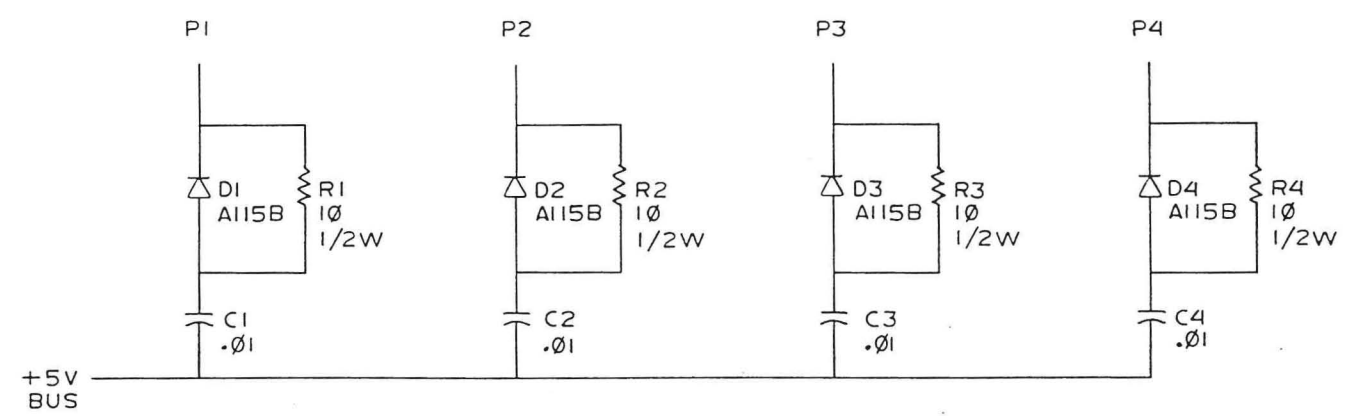 P1
P2
P3
P4
D1
A115B
R1
1Ø
1/2W
D2
A115B
R2
1Ø
1/2W
D3
A115B
R3
1Ø
1/2W
D4
A115B
R4
1Ø
1/2W
C1
.Ø1
C2
.Ø1
C3
.Ø1
C4
.Ø1
+5V
BUS